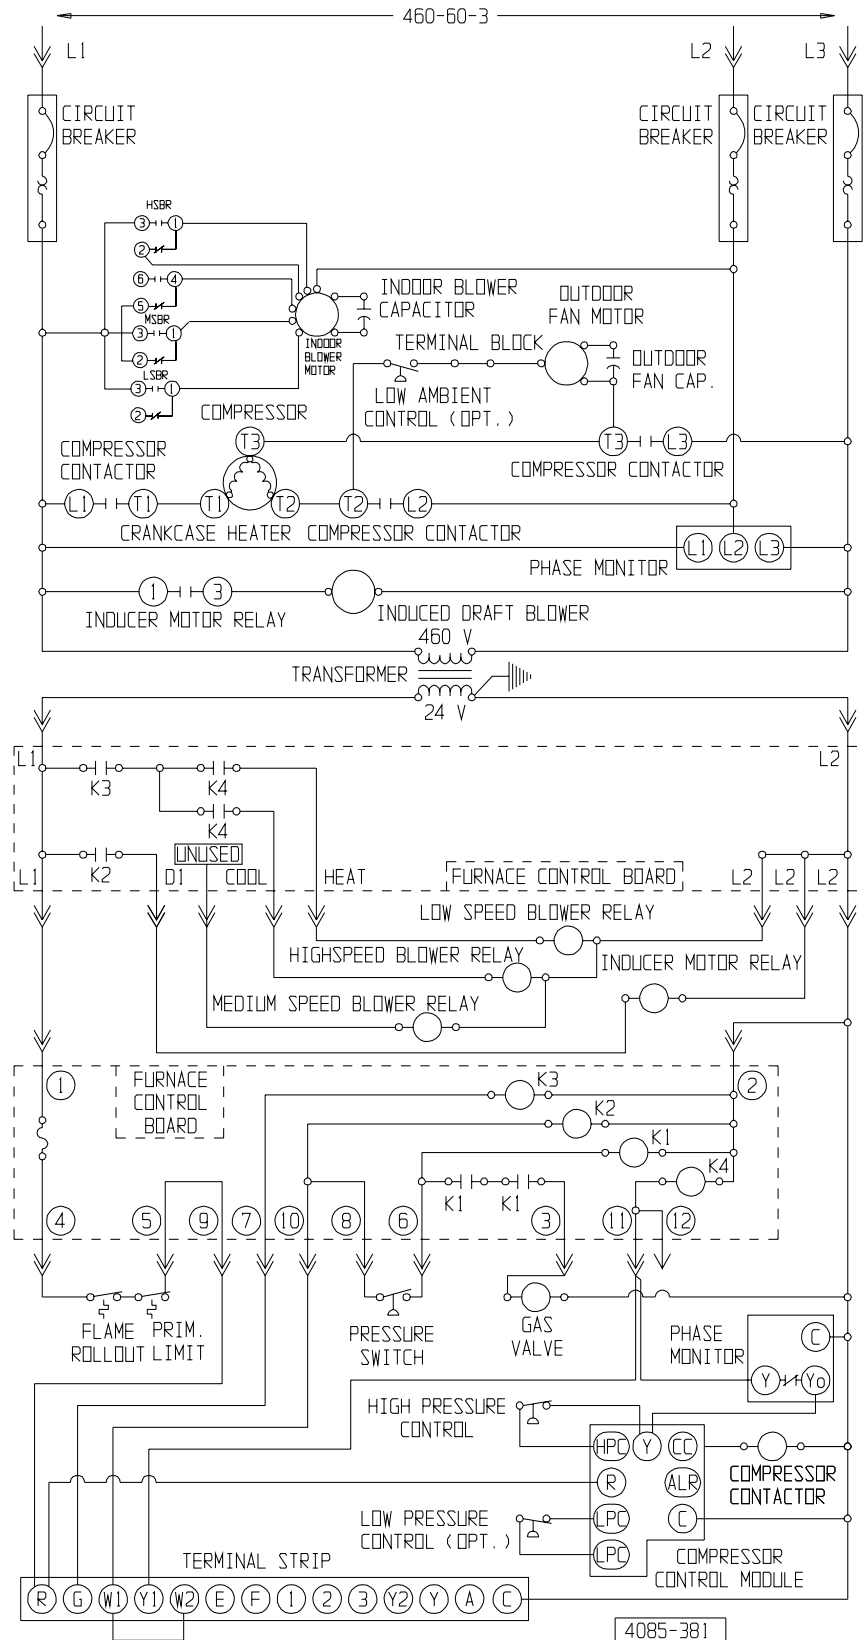 460-60-3
L1
L2
L3
CIRCUIT
BREAKER
CIRCUIT
BREAKER
CIRCUIT
BREAKER
HSBR
3
1
2
6
4
5
MSBR
3
1
2
LSBR
3
1
2
INDOOR
BLOWER
MOTOR
INDOOR BLOWER
CAPACITOR
OUTDOOR
FAN MOTOR
TERMINAL BLOCK
OUTDOOR
FAN CAP.
LOW AMBIENT
CONTROL (OPT.)
COMPRESSOR
T3
T3
L3
COMPRESSOR
CONTACTOR
COMPRESSOR CONTACTOR
L1
T1
T1
T2
T2
L2
CRANKCASE HEATER
COMPRESSOR CONTACTOR
L1
L2
L3
PHASE MONITOR
1
3
INDUCER MOTOR RELAY
INDUCED DRAFT BLOWER
460 V
TRANSFORMER
24 V
L1
L2
K3
K4
K4
UNUSED
K2
L1
D1
COOL
HEAT
FURNACE CONTROL BOARD
L2
L2
L2
LOW SPEED BLOWER RELAY
HIGHSPEED BLOWER RELAY
INDUCER MOTOR RELAY
MEDIUM SPEED BLOWER RELAY
1
FURNACE
CONTROL
BOARD
K3
2
K2
K1
K4
K1
K1
4
5
9
7
10
8
6
3
11
12
FLAME
ROLLOUT
PRIM.
LIMIT
PRESSURE
SWITCH
GAS
VALVE
PHASE
MONITOR
C
Y
Yo
HIGH PRESSURE
CONTROL
HPC
Y
CC
R
ALR
LPC
C
LPC
COMPRESSOR
CONTACTOR
LOW PRESSURE
CONTROL (OPT.)
COMPRESSOR
CONTROL MODULE
TERMINAL STRIP
R
G
W1
Y1
W2
E
F
1
2
3
Y2
Y
A
C
4085-381